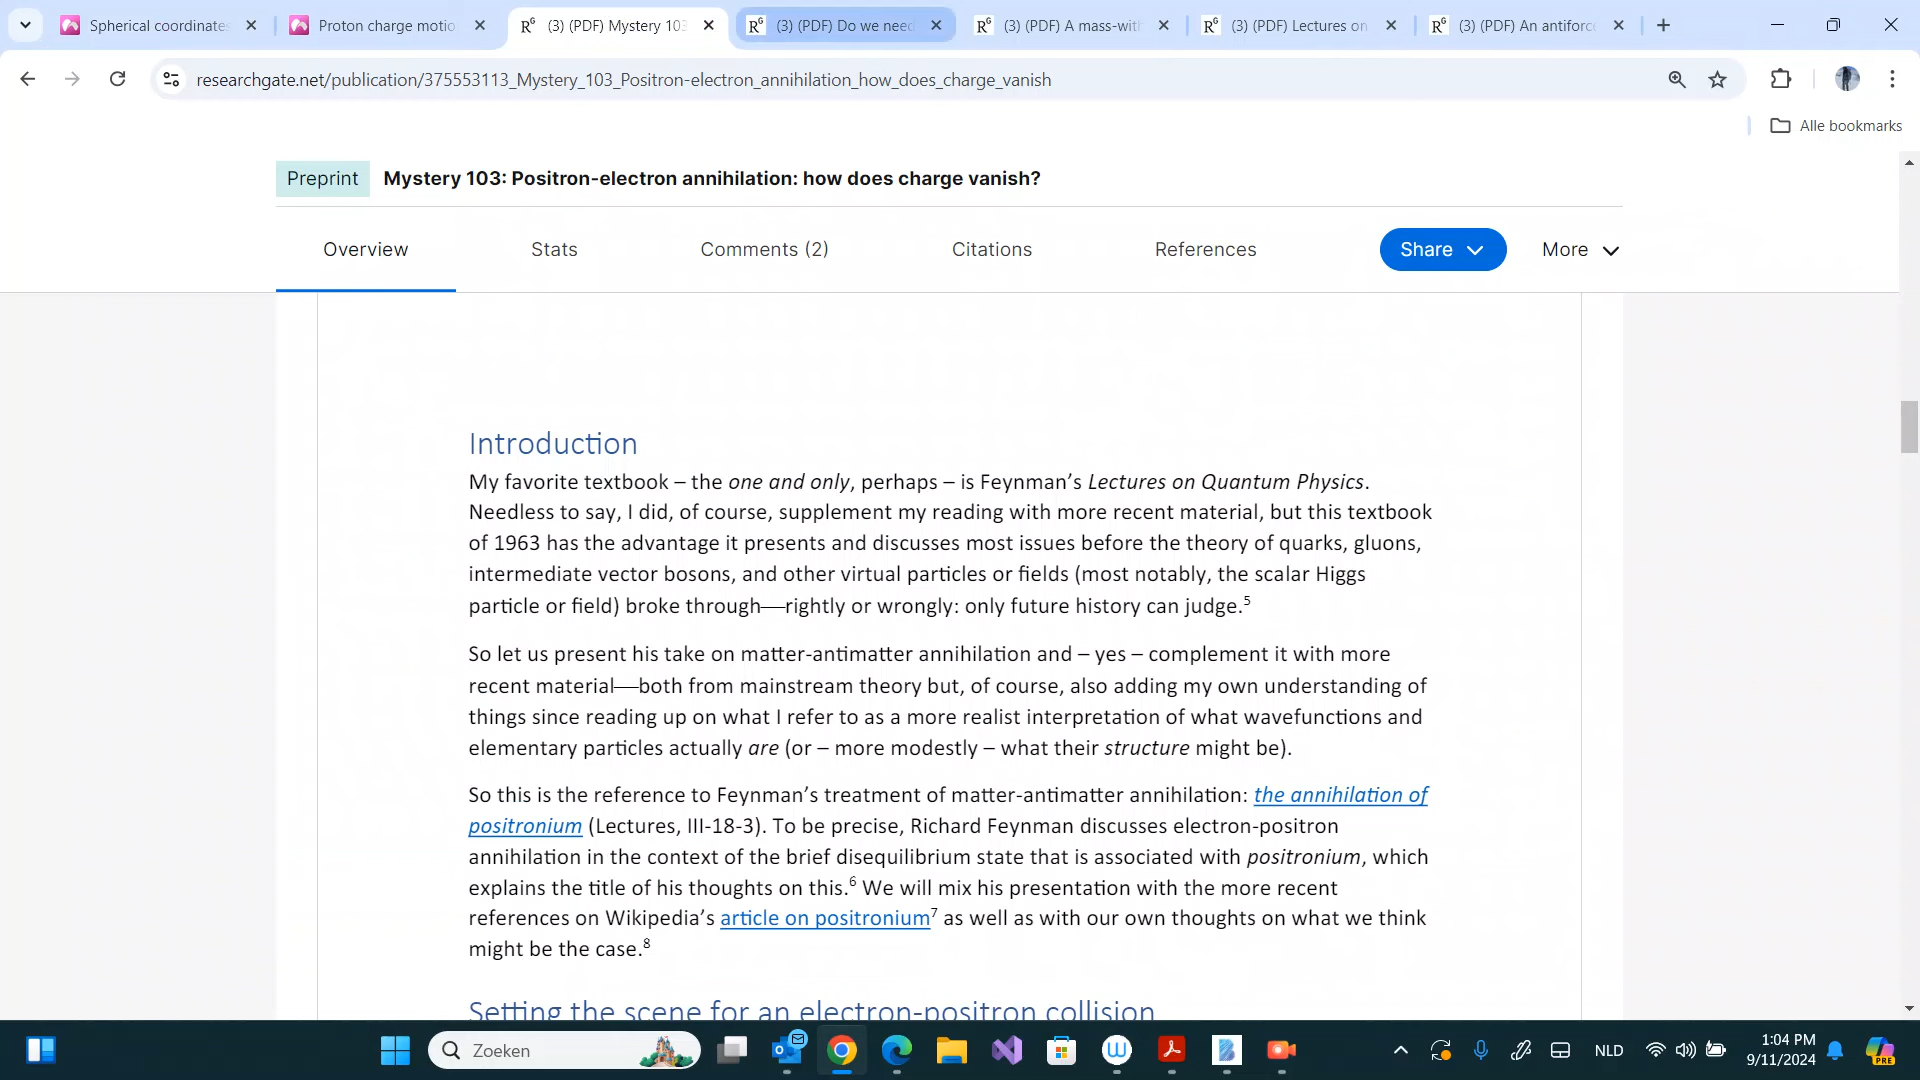 Spherical coordinates
Proton charge motio
(3) (PDF) Mystery 103
(3) (PDF) Do we need
(3) (PDF) A mass-with
(3) (PDF) Lectures on
(3) (PDF) An antiforc
researchgate.net/publication/375553113_Mystery_103_Positron-electron_annihilation_how_does_charge_vanish
Alle bookmarks
Preprint Mystery 103: Positron-electron annihilation: how does charge vanish?
Overview Stats Comments (2) Citations References Share More
Introduction
My favorite textbook – the one and only, perhaps – is Feynman’s Lectures on Quantum Physics.
Needless to say, I did, of course, supplement my reading with more recent material, but this textbook
of 1963 has the advantage it presents and discusses most issues before the theory of quarks, gluons,
intermediate vector bosons, and other virtual particles or fields (most notably, the scalar Higgs
particle or field) broke through—rightly or wrongly: only future history can judge.5
So let us present his take on matter-antimatter annihilation and – yes – complement it with more
recent material—both from mainstream theory but, of course, also adding my own understanding of
things since reading up on what I refer to as a more realist interpretation of what wavefunctions and
elementary particles actually are (or – more modestly – what their structure might be).
So this is the reference to Feynman’s treatment of matter-antimatter annihilation: the annihilation of
positronium (Lectures, III-18-3). To be precise, Richard Feynman discusses electron-positron
annihilation in the context of the brief disequilibrium state that is associated with positronium, which
explains the title of his thoughts on this.6 We will mix his presentation with the more recent
references on Wikipedia’s article on positronium7 as well as with our own thoughts on what we think
might be the case.8
Setting the scene for an electron-positron collision
Zoeken
NLD
1:04 PM
9/11/2024
PRE